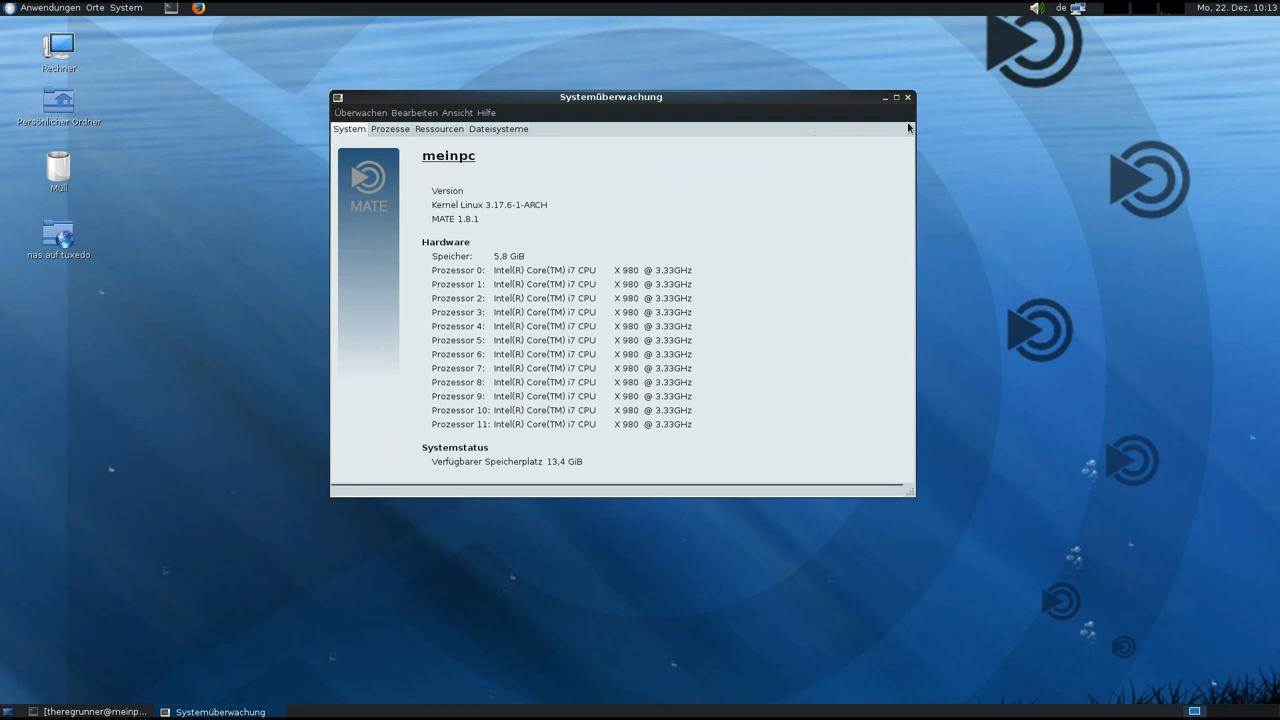 Anwendungen Orte System
de
Mo, 22. Dez, 10:13
Rechner
Persönlicher Ordner
Müll
nas auf tuxedo
Systemüberwachung
Überwachen Bearbeiten Ansicht Hilfe
System Prozesse Ressourcen Dateisysteme
MATE
meinpc
Version
Kernel Linux 3.17.6-1-ARCH
MATE 1.8.1
Hardware
Speicher: 5,8 GiB
Prozessor 0: Intel(R) Core(TM) i7 CPU X 980 @ 3.33GHz
Prozessor 1: Intel(R) Core(TM) i7 CPU X 980 @ 3.33GHz
Prozessor 2: Intel(R) Core(TM) i7 CPU X 980 @ 3.33GHz
Prozessor 3: Intel(R) Core(TM) i7 CPU X 980 @ 3.33GHz
Prozessor 4: Intel(R) Core(TM) i7 CPU X 980 @ 3.33GHz
Prozessor 5: Intel(R) Core(TM) i7 CPU X 980 @ 3.33GHz
Prozessor 6: Intel(R) Core(TM) i7 CPU X 980 @ 3.33GHz
Prozessor 7: Intel(R) Core(TM) i7 CPU X 980 @ 3.33GHz
Prozessor 8: Intel(R) Core(TM) i7 CPU X 980 @ 3.33GHz
Prozessor 9: Intel(R) Core(TM) i7 CPU X 980 @ 3.33GHz
Prozessor 10: Intel(R) Core(TM) i7 CPU X 980 @ 3.33GHz
Prozessor 11: Intel(R) Core(TM) i7 CPU X 980 @ 3.33GHz
Systemstatus
Verfügbarer Speicherplatz 13,4 GiB
[theregrunner@meinp...
Systemüberwachung